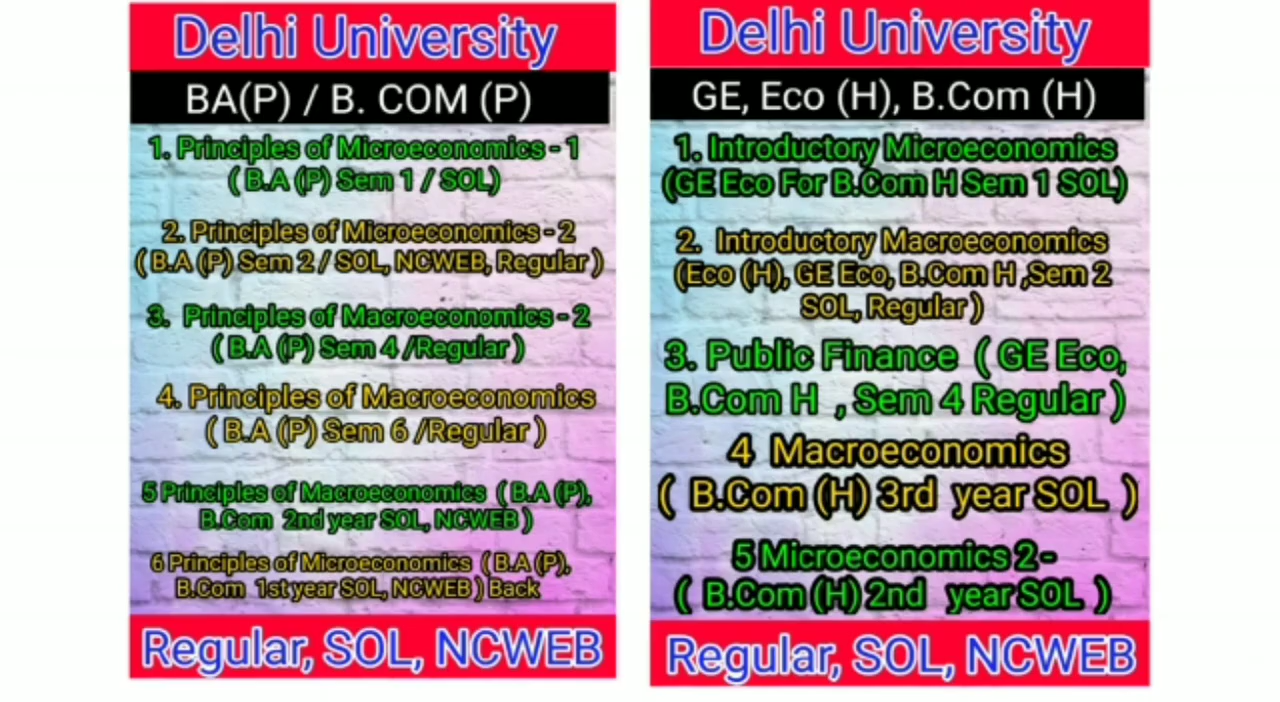 Delhi University
BA(P) / B. COM (P)
1. Principles of Microeconomics - 1
( B.A (P) Sem 1 / SOL)
2. Principles of Microeconomics - 2
( B.A (P) Sem 2 / SOL, NCWEB, Regular )
3. Principles of Macroeconomics - 2
( B.A (P) Sem 4 /Regular )
4. Principles of Macroeconomics
( B.A (P) Sem 6 /Regular )
5 Principles of Macroeconomics ( B.A (P),
B.Com 2nd year SOL, NCWEB )
6 Principles of Microeconomics ( B.A (P),
B.Com 1st year SOL, NCWEB ) Back
Regular, SOL, NCWEB
Delhi University
GE, Eco (H), B.Com (H)
1. Introductory Microeconomics
(GE Eco For B.Com H Sem 1 SOL)
2. Introductory Macroeconomics
(Eco (H), GE Eco, B.Com H ,Sem 2
SOL, Regular )
3. Public Finance ( GE Eco,
B.Com H , Sem 4 Regular )
4 Macroeconomics
( B.Com (H) 3rd year SOL )
5 Microeconomics 2 -
( B.Com (H) 2nd year SOL )
Regular, SOL, NCWEB